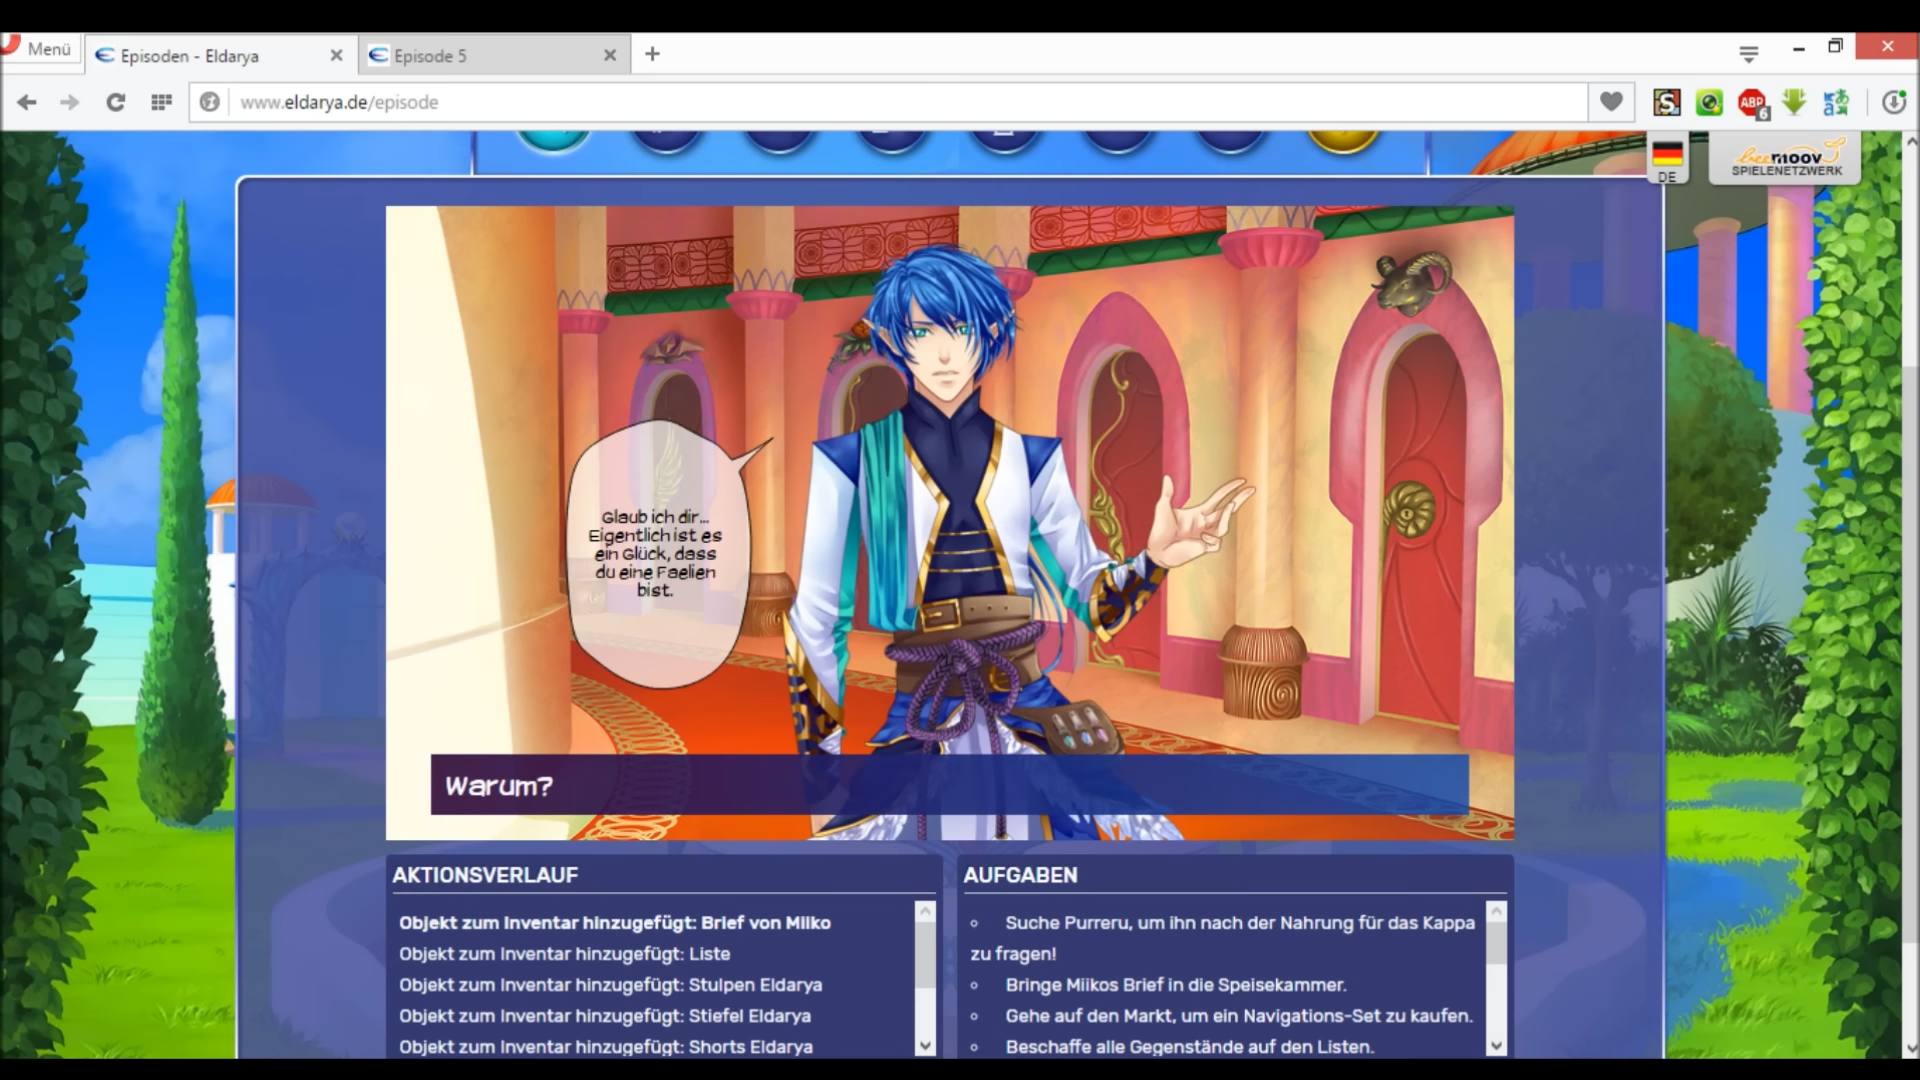 Menü
Episoden - Eldarya
Episode 5
www.eldarya.de/episode
ABP
6
DE
beemoov
SPIELENETZWERK
Glaub ich dir...
Eigentlich ist es
ein Glück, dass
du eine Faelien
bist.
Warum?
AKTIONSVERLAUF
Objekt zum Inventar hinzugefügt: Brief von Miiko
Objekt zum Inventar hinzugefügt: Liste
Objekt zum Inventar hinzugefügt: Stulpen Eldarya
Objekt zum Inventar hinzugefügt: Stiefel Eldarya
Objekt zum Inventar hinzugefügt: Shorts Eldarya
AUFGABEN
Suche Purreru, um ihn nach der Nahrung für das Kappa
zu fragen!
Bringe Miikos Brief in die Speisekammer.
Gehe auf den Markt, um ein Navigations-Set zu kaufen.
Beschaffe alle Gegenstände auf den Listen.